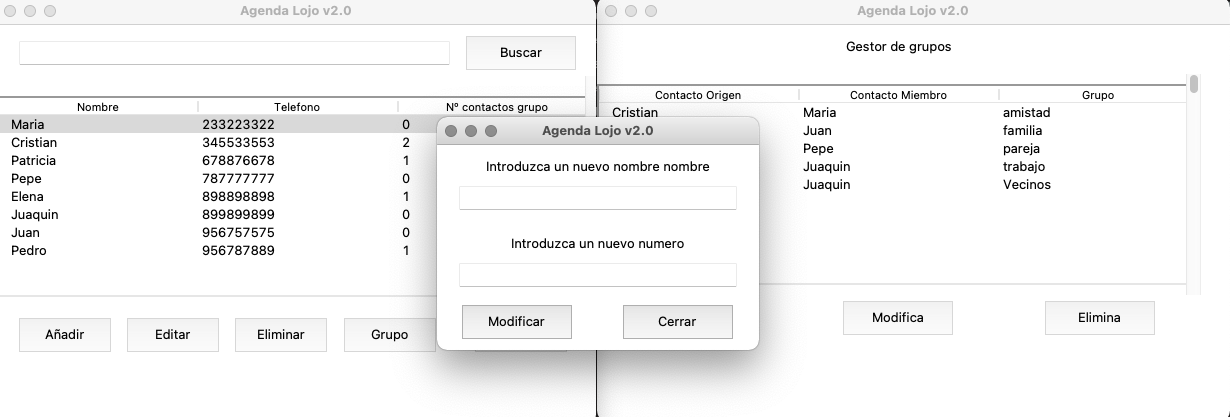 Agenda Lojo v2.0
Buscar
Nombre Telefono Nº contactos grupo
Maria 233223322 0
Cristian 345533553 2
Patricia 678876678 1
Pepe 787777777 0
Elena 898898898 1
Juaquin 899899899 0
Juan 956757575 0
Pedro 956787889 1
Añadir Editar Eliminar Grupo
Agenda Lojo v2.0
Introduzca un nuevo nombre nombre
Introduzca un nuevo numero
Modificar Cerrar
Agenda Lojo v2.0
Gestor de grupos
Contacto Origen Contacto Miembro Grupo
Cristian Maria amistad
Juan familia
Pepe pareja
Juaquin trabajo
Juaquin Vecinos
Modifica Elimina